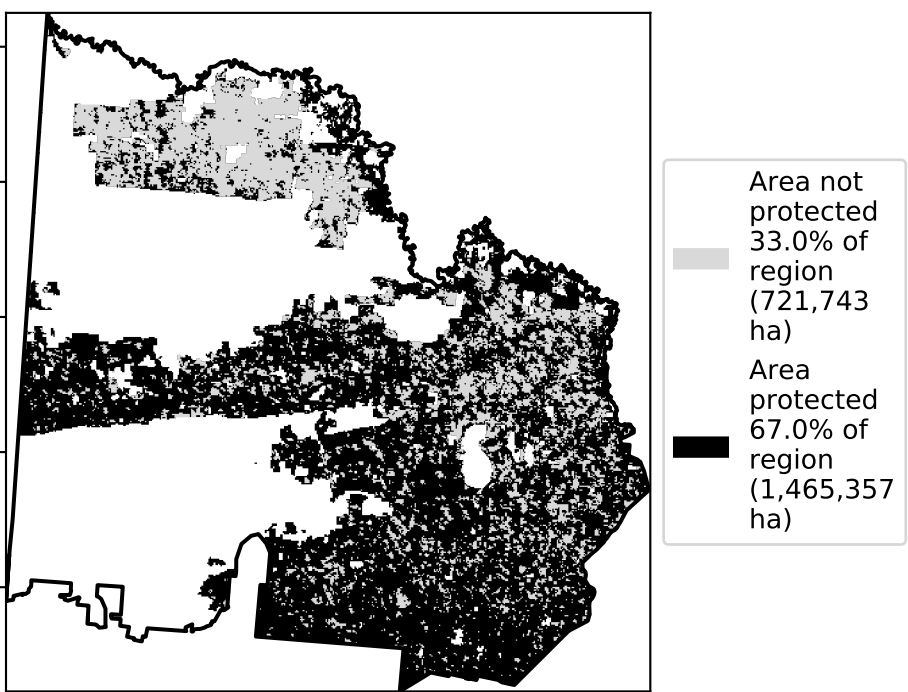 Area not
protected
33.0% of
region
(721,743
ha)
Area
protected
67.0% of
region
(1,465,357
ha)